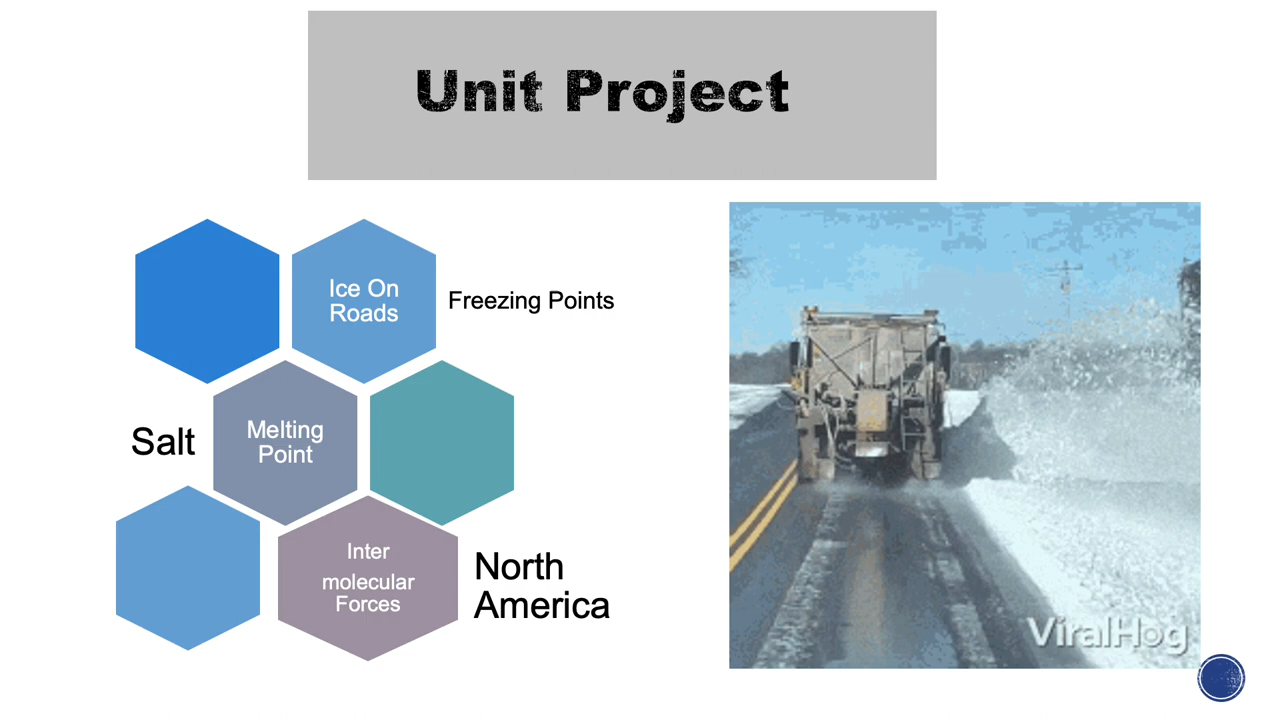 Unit Project
Ice On
Roads
Freezing Points
Salt
Melting
Point
Inter
molecular
Forces
North
America
ViralHog